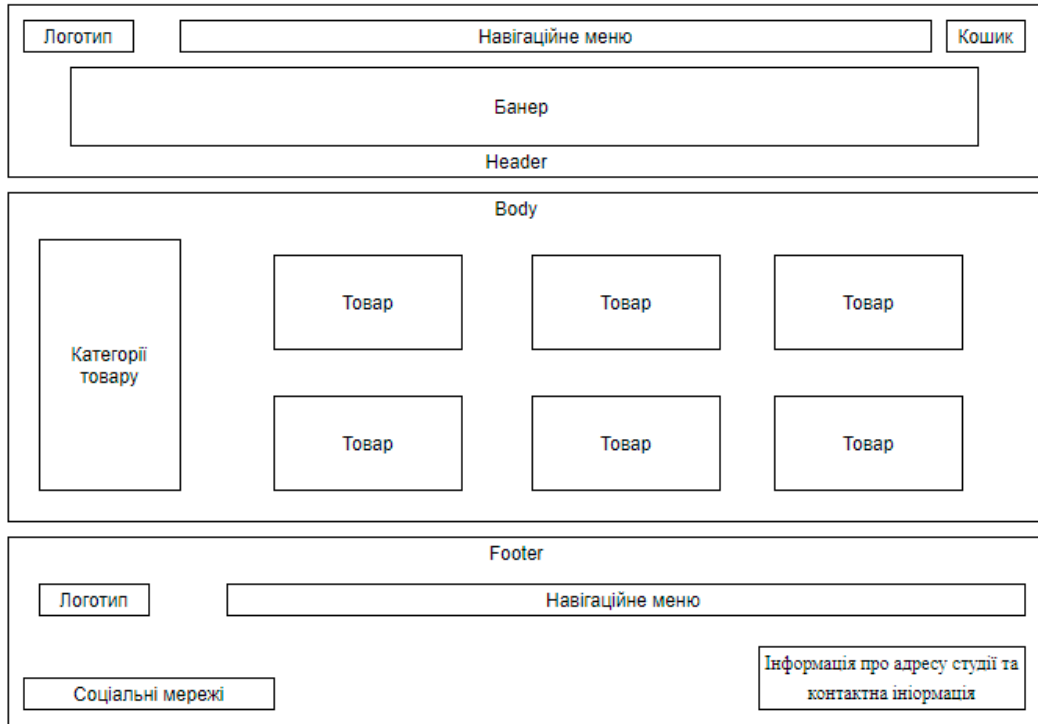 Логотип
Навігаційне меню
Кошик
Банер
Header
Body
Категорії
товару
Товар
Товар
Товар
Товар
Товар
Товар
Footer
Логотип
Навігаційне меню
Соціальні мережі
Інформація про адресу студії та
контактна ініормація